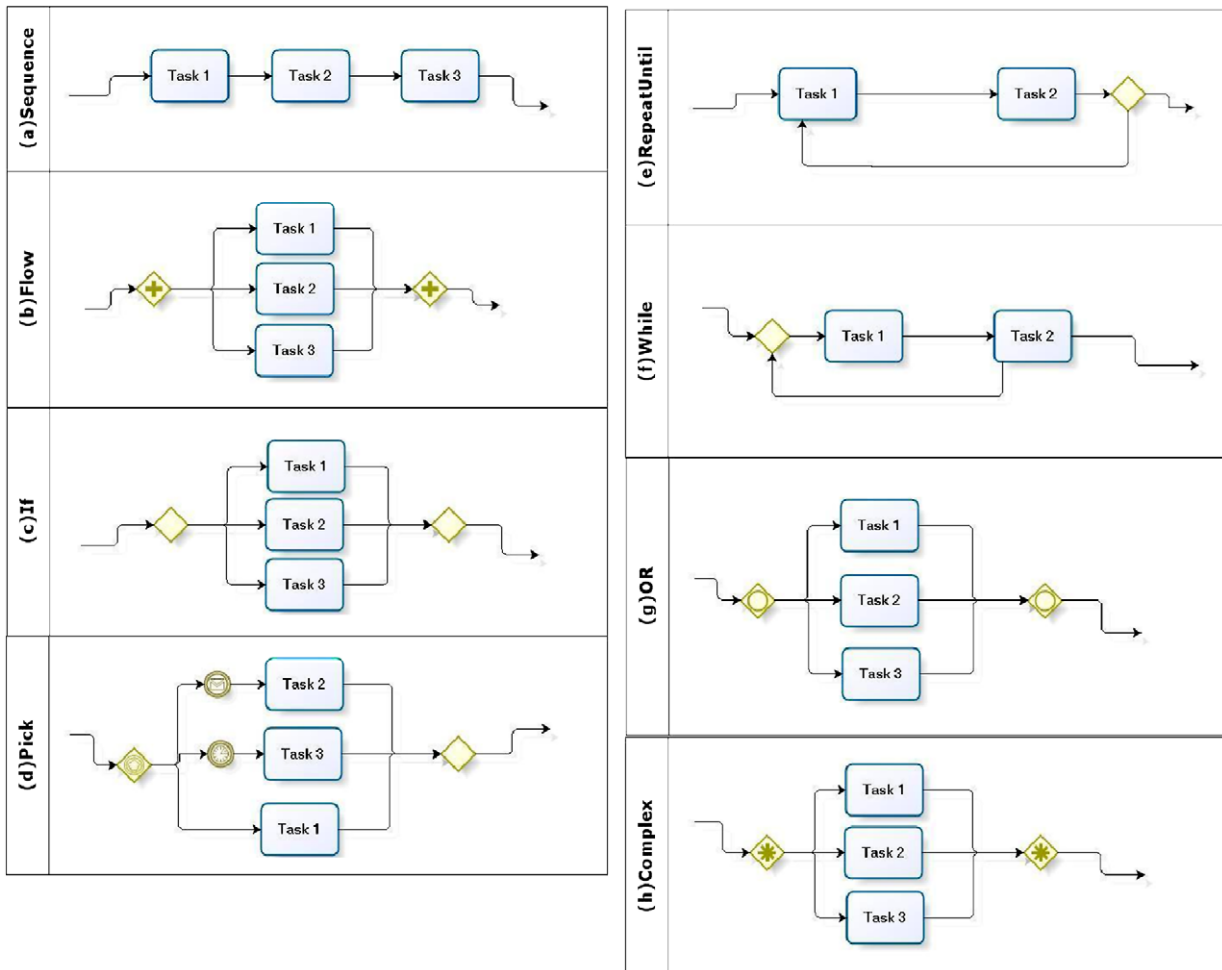 (a)Sequence
Task 1
Task 2
Task 3
(b)Flow
Task 1
Task 2
Task 3
(c)If
Task 1
Task 2
Task 3
(d)Pick
Task 2
Task 3
Task 1
(e)RepeatUntil
Task 1
Task 2
(f)While
Task 1
Task 2
(g)OR
Task 1
Task 2
Task 3
(h)Complex
Task 1
Task 2
Task 3